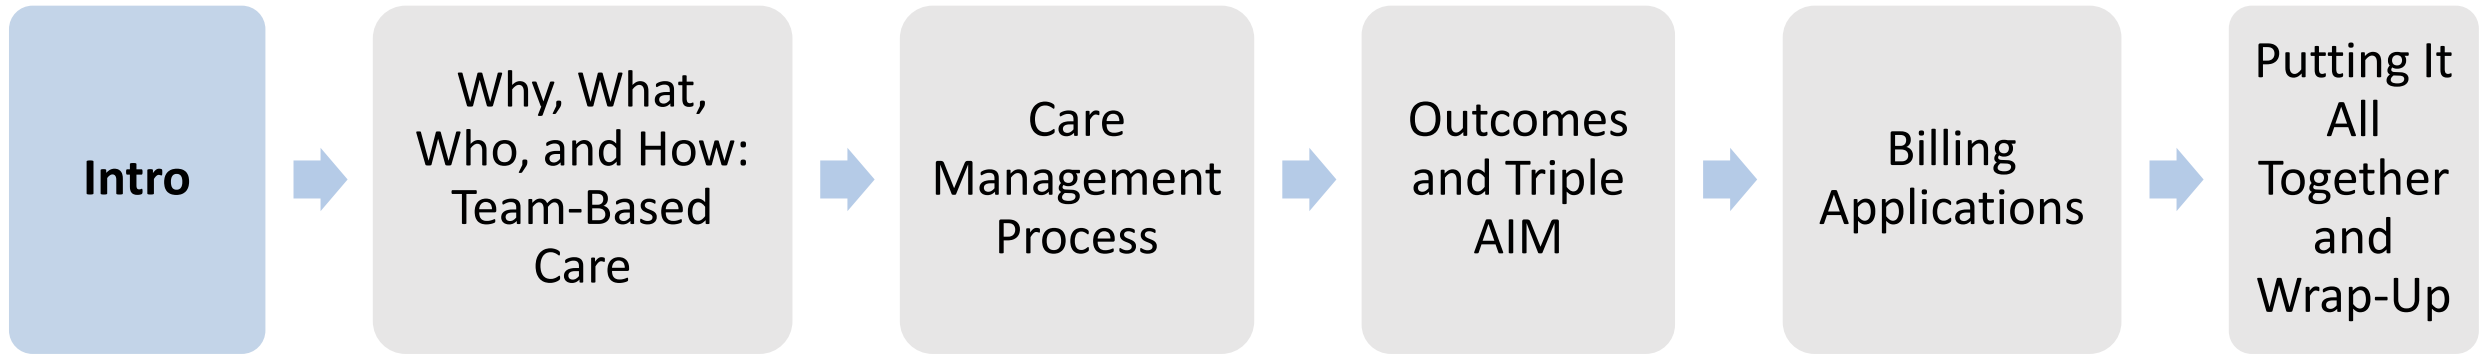 Intro
Why, What,
Who, and How:
Team-Based
Care
Care
Management
Process
Outcomes
and Triple
AIM
Billing
Applications
Putting It
All
Together
and
Wrap-Up